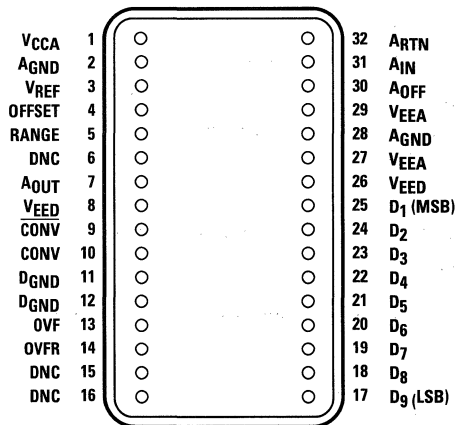 VCCA 1 32 ARTN
AGND 2 31 AIN
VREF 3 30 AOFF
OFFSET 4 29 VEEA
RANGE 5 28 AGND
DNC 6 27 VEEA
AOUT 7 26 VEED
VEED 8 25 D1 (MSB)
CONV 9 24 D2
CONV 10 23 D3
DGND 11 22 D4
DGND 12 21 D5
OVF 13 20 D6
OVFR 14 19 D7
DNC 15 18 D8
DNC 16 17 D9 (LSB)